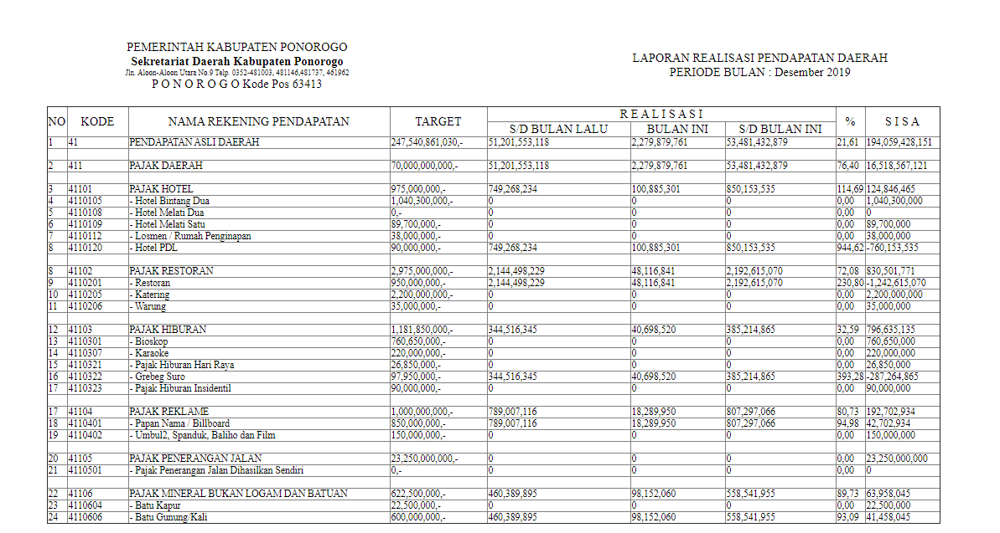 PEMERINTAH KABUPATEN PONOROGO
Sekretariat Daerah Kabupaten Ponorogo
Jln. Aloon-Aloon Utara No.9 Telp. 0352-481003, 481146,481737, 461962
P O N O R O G O Kode Pos 63413
LAPORAN REALISASI PENDAPATAN DAERAH
PERIODE BULAN : Desember 2019
NO KODE NAMA REKENING PENDAPATAN TARGET R E A L I S A S I % S I S A
S/D BULAN LALU BULAN INI S/D BULAN INI
1 41 PENDAPATAN ASLI DAERAH 247,540,861,030,- 51,201,553,118 2,279,879,761 53,481,432,879 21,61 194,059,428,151
2 411 PAJAK DAERAH 70,000,000,000,- 51,201,553,118 2,279,879,761 53,481,432,879 76,40 16,518,567,121
3 41101 PAJAK HOTEL 975,000,000,- 749,268,234 100,885,301 850,153,535 114,69 124,846,465
4 4110105 - Hotel Bintang Dua 1,040,300,000,- 0 0 0 0,00 1,040,300,000
5 4110108 - Hotel Melati Dua 0,- 0 0 0 0,00 0
6 4110109 - Hotel Melati Satu 89,700,000,- 0 0 0 0,00 89,700,000
7 4110112 - Losmen / Rumah Penginapan 38,000,000,- 0 0 0 0,00 38,000,000
8 4110120 - Hotel PDL 90,000,000,- 749,268,234 100,885,301 850,153,535 944,62 -760,153,535
8 41102 PAJAK RESTORAN 2,975,000,000,- 2,144,498,229 48,116,841 2,192,615,070 72,08 830,501,771
9 4110201 - Restoran 950,000,000,- 2,144,498,229 48,116,841 2,192,615,070 230,80 -1,242,615,070
10 4110205 - Katering 2,200,000,000,- 0 0 0 0,00 2,200,000,000
11 4110206 - Warung 35,000,000,- 0 0 0 0,00 35,000,000
12 41103 PAJAK HIBURAN 1,181,850,000,- 344,516,345 40,698,520 385,214,865 32,59 796,635,135
13 4110301 - Bioskop 760,650,000,- 0 0 0 0,00 760,650,000
14 4110307 - Karaoke 220,000,000,- 0 0 0 0,00 220,000,000
15 4110321 - Pajak Hiburan Hari Raya 26,850,000,- 0 0 0 0,00 26,850,000
16 4110322 - Grebeg Suro 97,950,000,- 344,516,345 40,698,520 385,214,865 393,28 -287,264,865
17 4110323 - Pajak Hiburan Insidentil 90,000,000,- 0 0 0 0,00 90,000,000
17 41104 PAJAK REKLAME 1,000,000,000,- 789,007,116 18,289,950 807,297,066 80,73 192,702,934
18 4110401 - Papan Nama / Billboard 850,000,000,- 789,007,116 18,289,950 807,297,066 94,98 42,702,934
19 4110402 - Umbul2, Spanduk, Baliho dan Film 150,000,000,- 0 0 0 0,00 150,000,000
20 41105 PAJAK PENERANGAN JALAN 23,250,000,000,- 0 0 0 0,00 23,250,000,000
21 4110501 - Pajak Penerangan Jalan Dihasilkan Sendiri 0,- 0 0 0 0,00 0
22 41106 PAJAK MINERAL BUKAN LOGAM DAN BATUAN 622,500,000,- 460,389,895 98,152,060 558,541,955 89,73 63,958,045
23 4110604 - Batu Kapur 22,500,000,- 0 0 0 0,00 22,500,000
24 4110606 - Batu Gunung/Kali 600,000,000,- 460,389,895 98,152,060 558,541,955 93,09 41,458,045